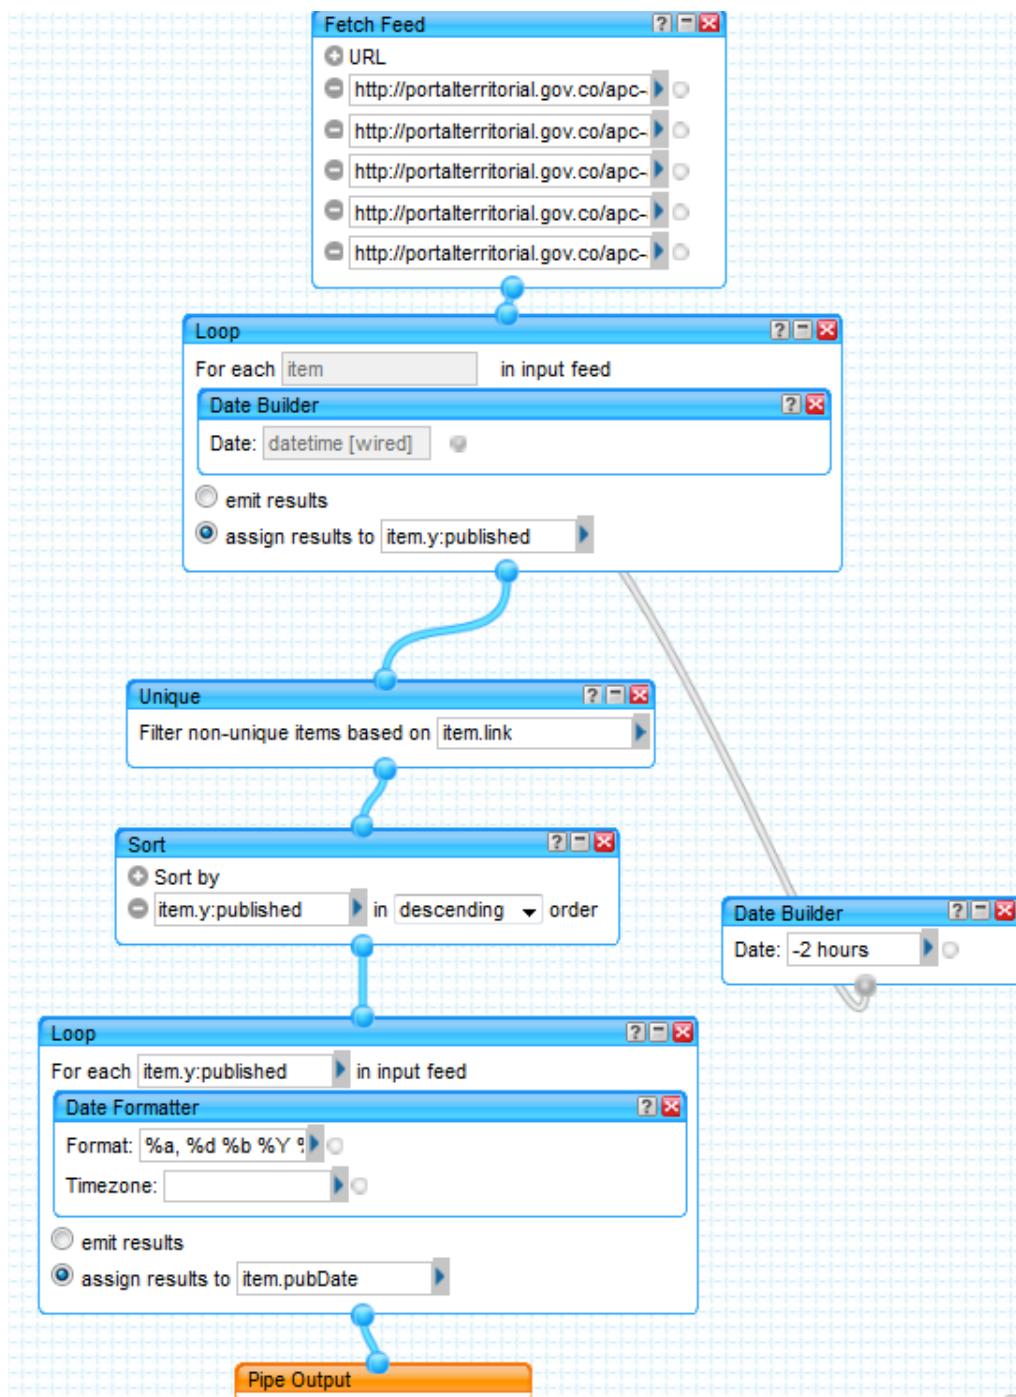 Fetch Feed
URL
http://portalterritorial.gov.co/apc-
http://portalterritorial.gov.co/apc-
http://portalterritorial.gov.co/apc-
http://portalterritorial.gov.co/apc-
http://portalterritorial.gov.co/apc-
Loop
For each item in input feed
Date Builder
Date: datetime [wired]
emit results
assign results to item.y:published
Unique
Filter non-unique items based on item.link
Sort
Sort by
item.y:published in descending order
Date Builder
Date: -2 hours
Loop
For each item.y:published in input feed
Date Formatter
Format: %a, %d %b %Y
Timezone:
emit results
assign results to item.pubDate
Pipe Output